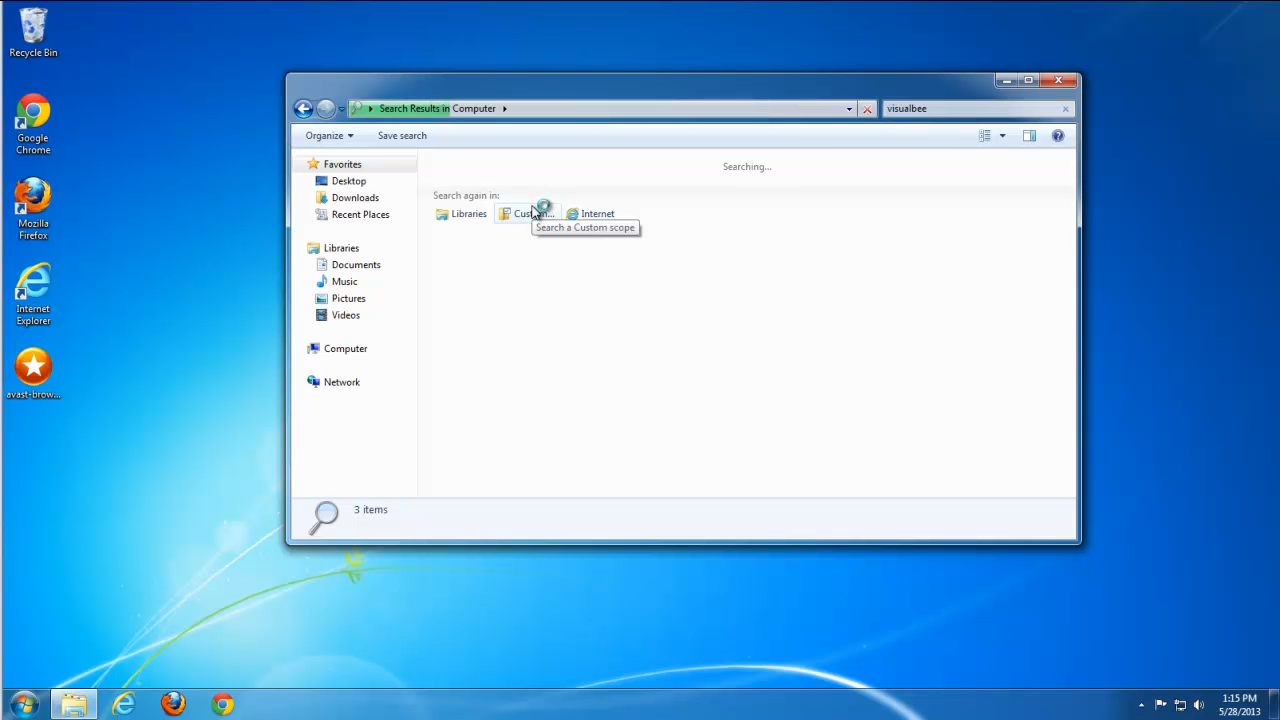 Recycle Bin
Google
Chrome
Mozilla
Firefox
Internet
Explorer
avast-brow...
Search Results in Computer
visualbee
Organize
Save search
Favorites
Desktop
Downloads
Recent Places
Libraries
Documents
Music
Pictures
Videos
Computer
Network
Searching...
Search again in:
Libraries
Internet
Search a Custom scope
3 items
1:15 PM
5/28/2013